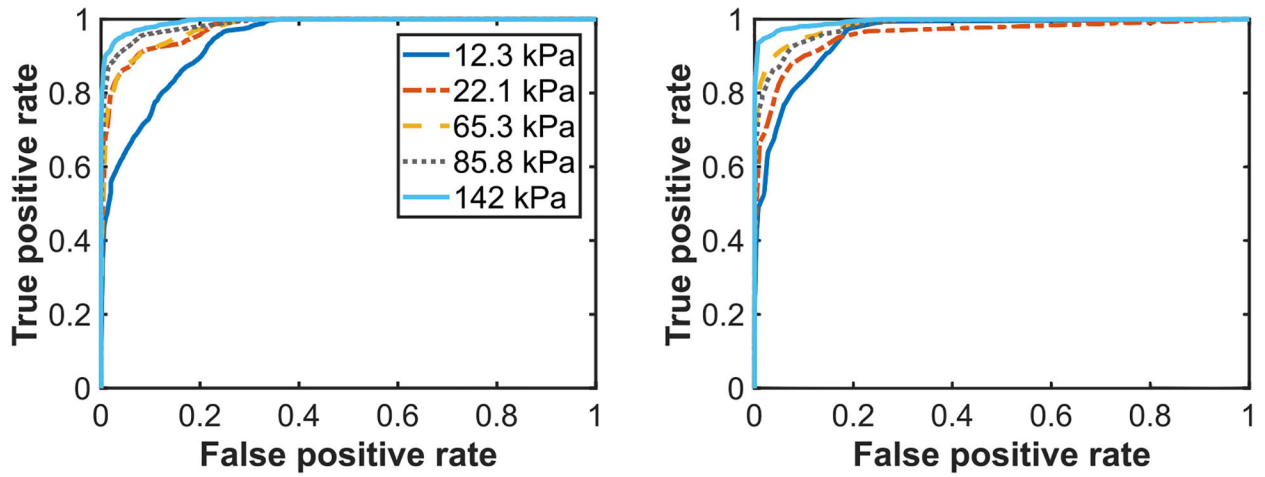 1
0.8
0.6
0.4
0.2
0
0 0.2 0.4 0.6 0.8 1
True positive rate
False positive rate
12.3 kPa
22.1 kPa
65.3 kPa
85.8 kPa
142 kPa
1
0.8
0.6
0.4
0.2
0
0 0.2 0.4 0.6 0.8 1
True positive rate
False positive rate